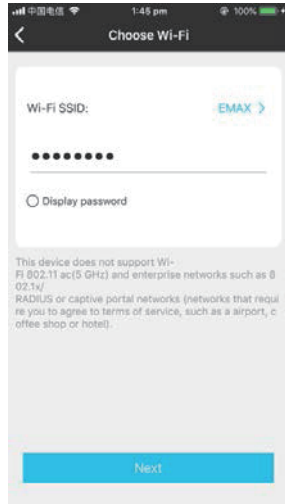 中国电信 1:45 pm 100%
Choose Wi-Fi
Wi-Fi SSID: EMAX >
●●●●●●●●
Display password
This device does not support Wi-
Fi 802.11 ac(5 GHz) and enterprise networks such as 8
02.1x/
RADIUS or captive portal networks (networks that requi
re you to agree to terms of service, such as a airport, c
offee shop or hotel).
Next